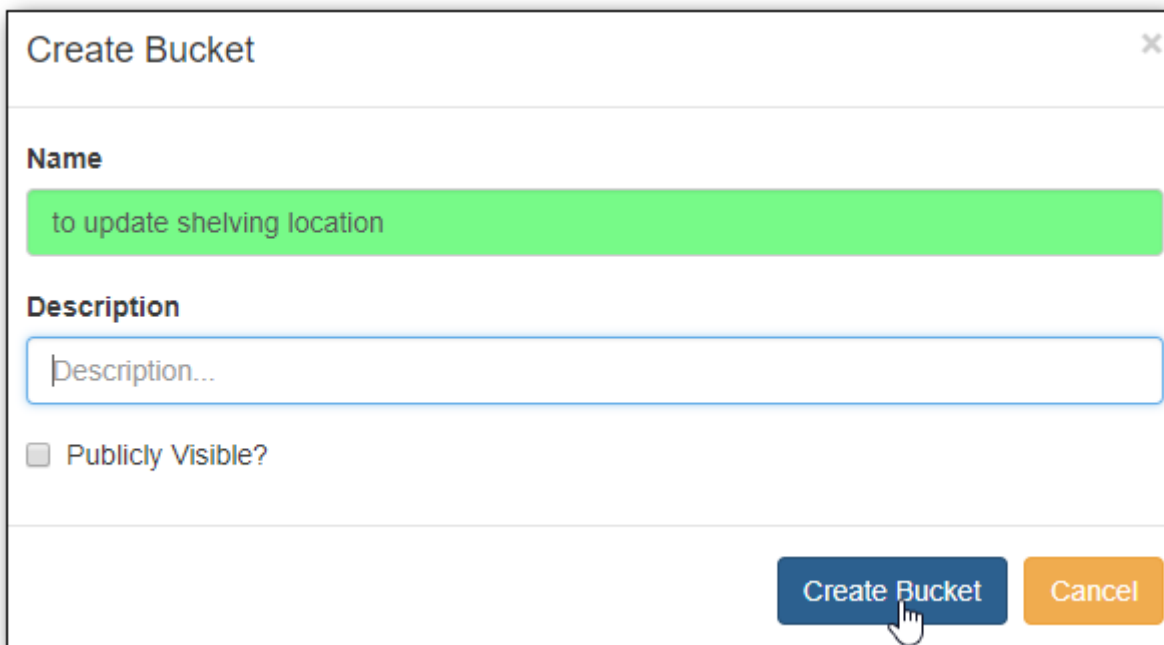 Create Bucket
×
Name
to update shelving location
Description
Description...
Publicly Visible?
Create Bucket
Cancel